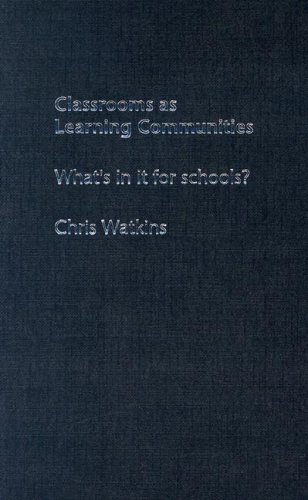 Classrooms as
Learning Communities
What's in it for schools?
Chris Watkins